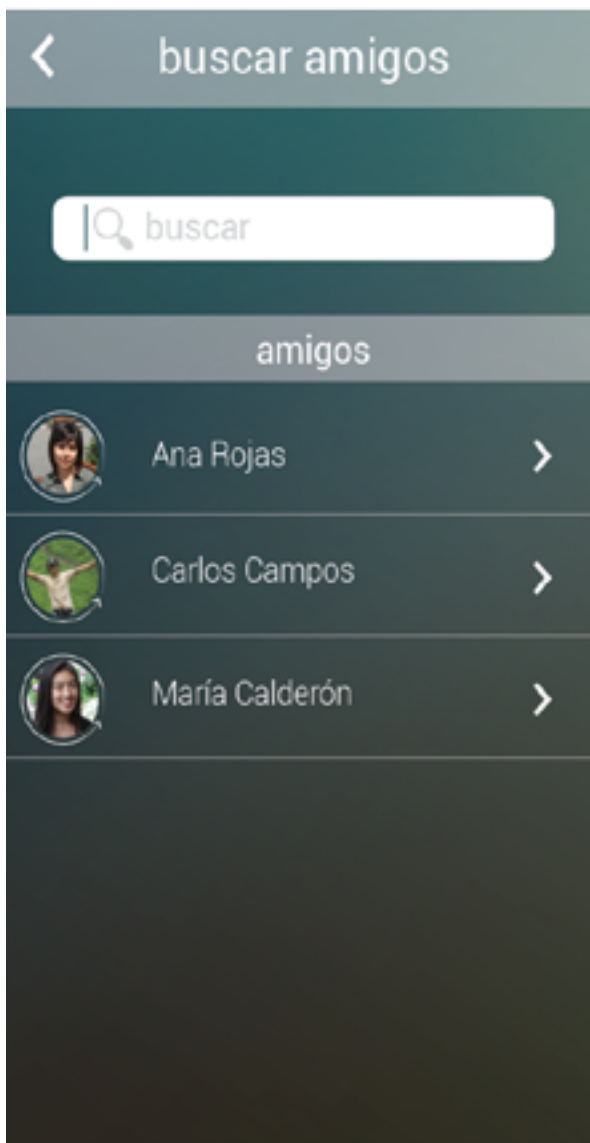 buscar amigos
buscar
amigos
Ana Rojas
Carlos Campos
María Calderón